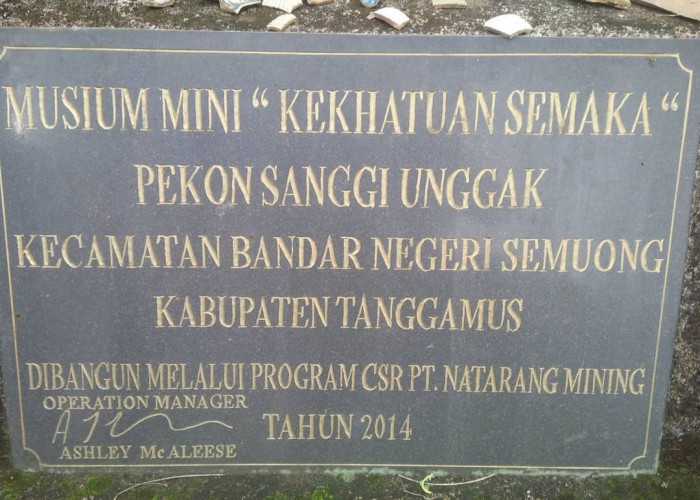 MUSIUM MINI “ KEKHATUAN SEMAKA “
PEKON SANGGI UNGGAK
KECAMATAN BANDAR NEGERI SEMUONG
KABUPATEN TANGGAMUS
DIBANGUN MELALUI PROGRAM CSR PT. NATARANG MINING
OPERATION MANAGER
TAHUN 2014
ASHLEY McALEESE